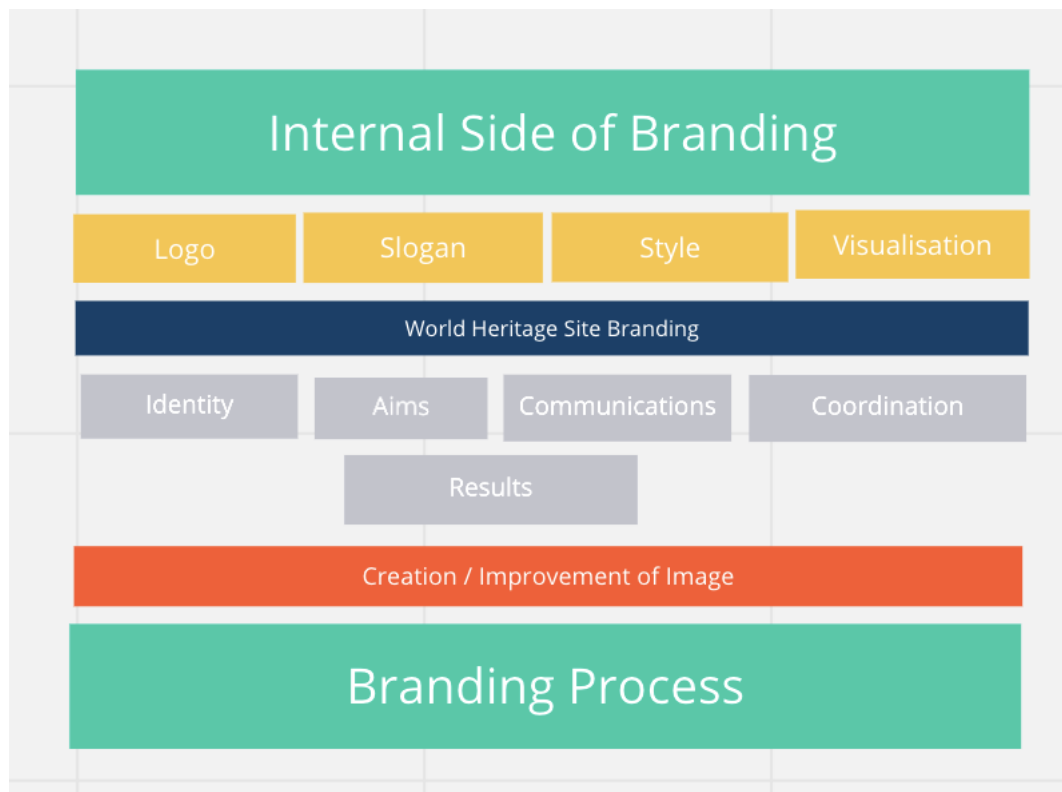 Internal Side of Branding
Logo
Slogan
Style
Visualisation
World Heritage Site Branding
Identity
Aims
Communications
Coordination
Results
Creation / Improvement of Image
Branding Process